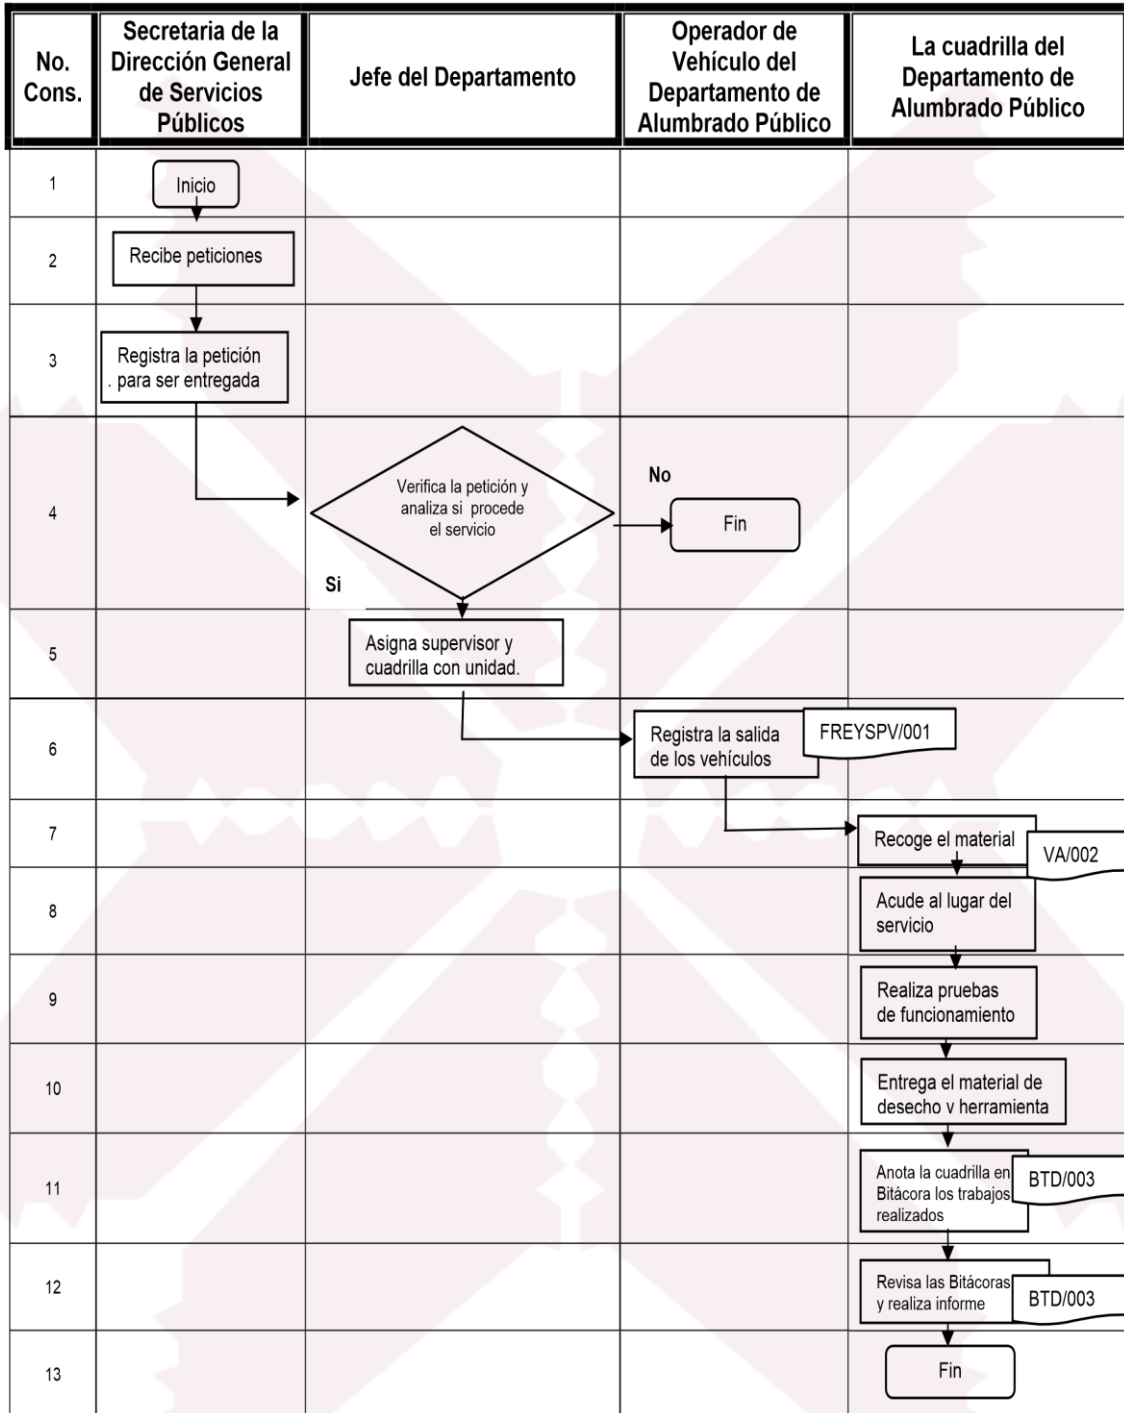 No.
Cons.
Secretaria de la
Dirección General
de Servicios
Públicos
Jefe del Departamento
Operador de
Vehículo del
Departamento de
Alumbrado Público
La cuadrilla del
Departamento de
Alumbrado Público
1
Inicio
2
Recibe peticiones
3
Registra la petición
. para ser entregada
4
Verifica la petición y
analiza si procede
el servicio
No
Fin
Si
5
Asigna supervisor y
cuadrilla con unidad.
6
Registra la salida
de los vehículos
FREYSPV/001
7
Recoge el material
VA/002
8
Acude al lugar del
servicio
9
Realiza pruebas
de funcionamiento
10
Entrega el material de
desecho y herramienta
11
Anota la cuadrilla en
Bitácora los trabajos
realizados
BTD/003
12
Revisa las Bitácoras
y realiza informe
BTD/003
13
Fin